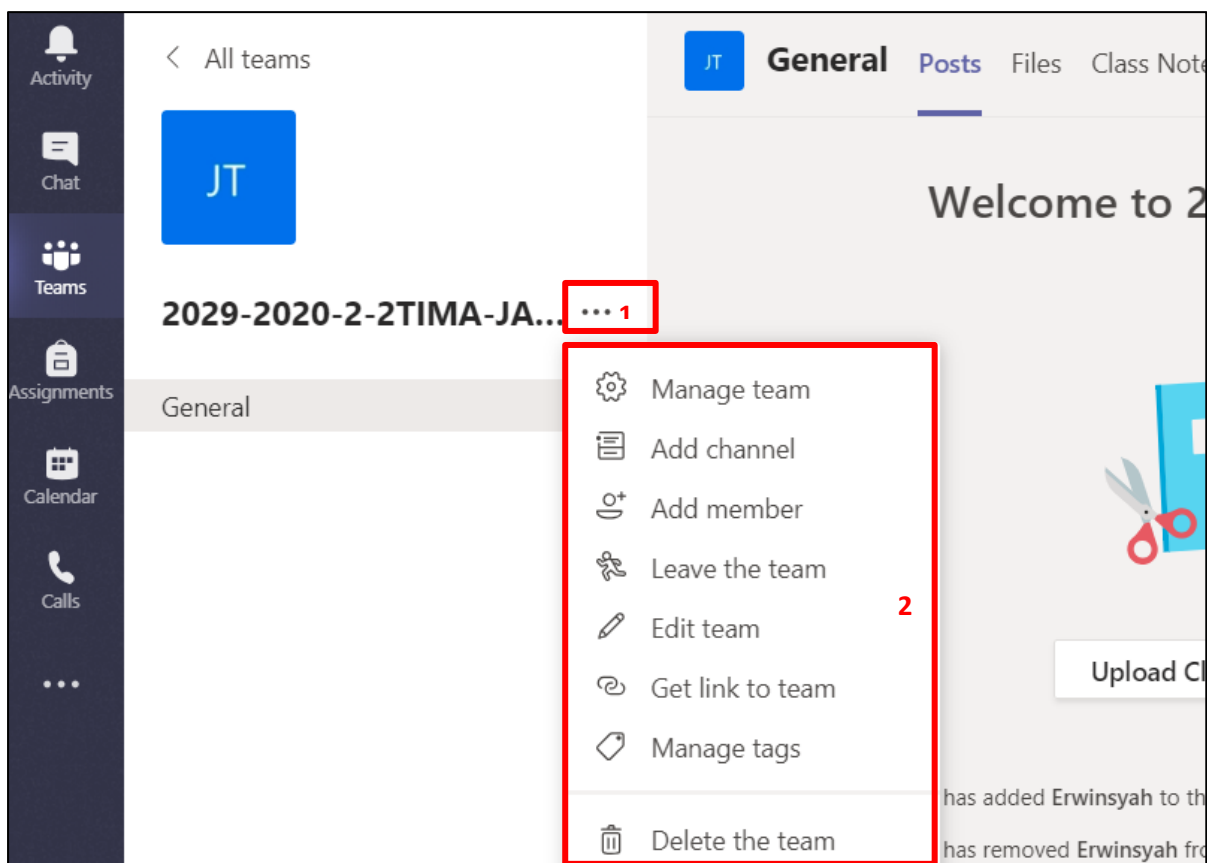 Activity
Chat
Teams
Assignments
Calendar
Calls
All teams
JT
2029-2020-2-2TIMA-JA... ... 1
General
Manage team
Add channel
Add member
Leave the team
Edit team
Get link to team
Manage tags
Delete the team
2
JT General Posts Files Class Note
Welcome to 2
Upload Cl
has added Erwinsyah to th
has removed Erwinsyah fro